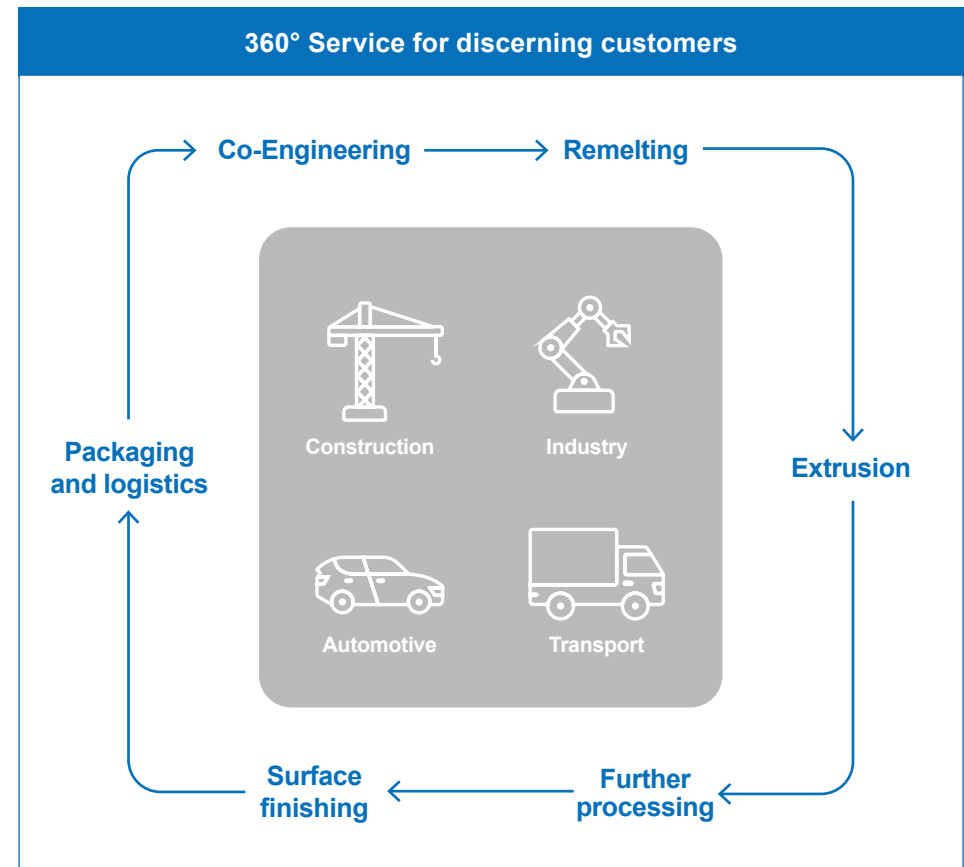 360° Service for discerning customers
Co-Engineering
Remelting
Construction
Industry
Packaging
and logistics
Extrusion
Automotive
Transport
Surface
finishing
Further
processing